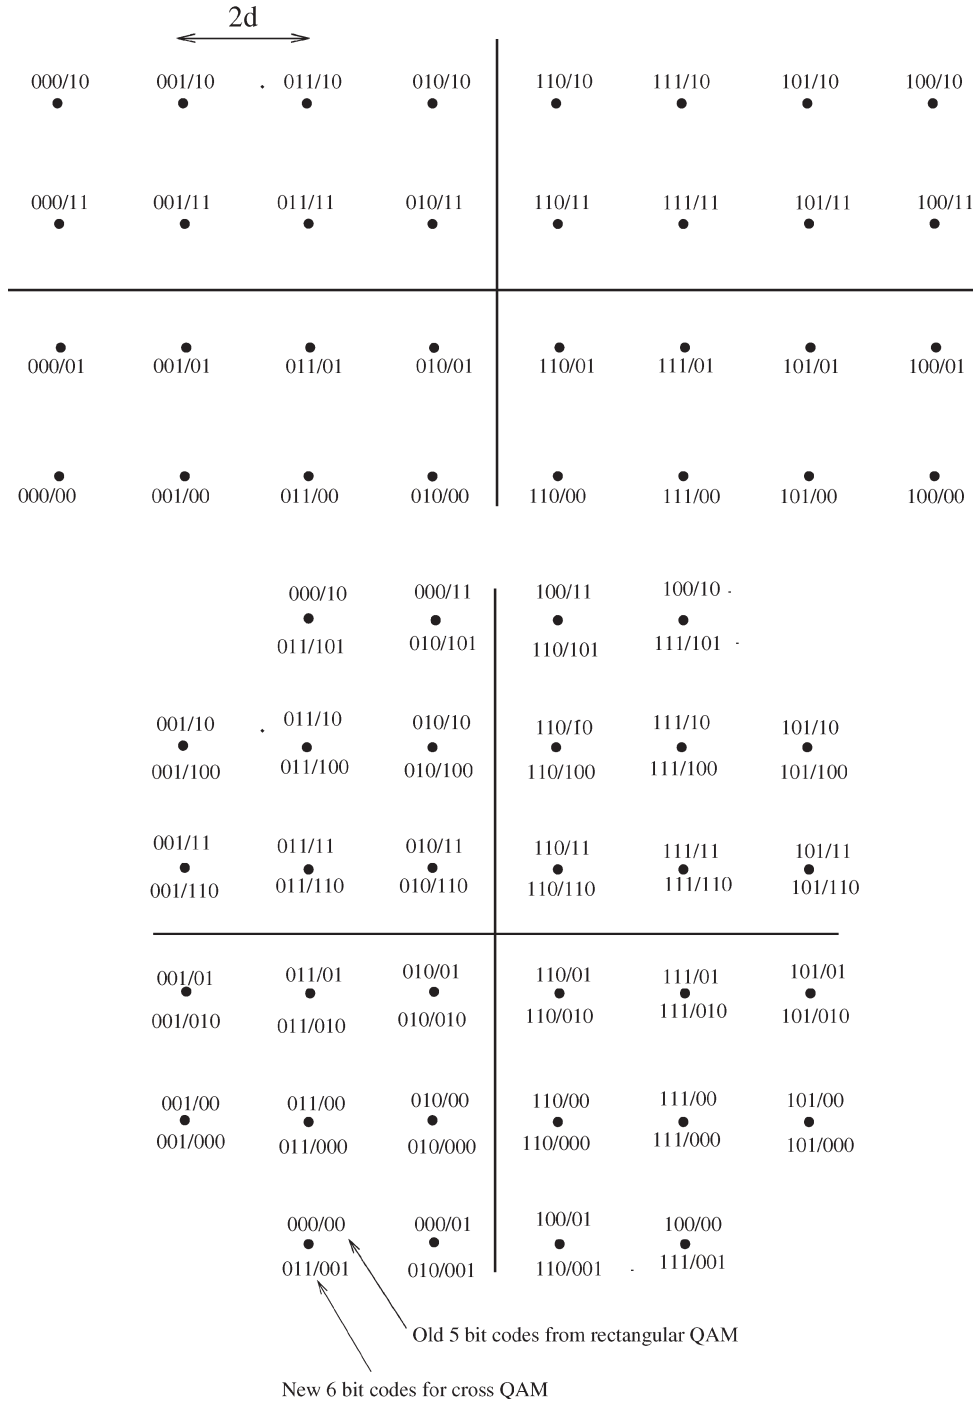 2d
000/10 001/10 011/10 010/10 110/10 111/10 101/10 100/10
000/11 001/11 011/11 010/11 110/11 111/11 101/11 100/11
000/01 001/01 011/01 010/01 110/01 111/01 101/01 100/01
000/00 001/00 011/00 010/00 110/00 111/00 101/00 100/00
000/10 000/11 100/11 100/10
011/101 010/101 110/101 111/101
001/10 011/10 010/10 110/10 111/10 101/10
001/100 011/100 010/100 110/100 111/100 101/100
001/11 011/11 010/11 110/11 111/11 101/11
001/110 011/110 010/110 110/110 111/110 101/110
001/01 011/01 010/01 110/01 111/01 101/01
001/010 011/010 010/010 110/010 111/010 101/010
001/00 011/00 010/00 110/00 111/00 101/00
001/000 011/000 010/000 110/000 111/000 101/000
000/00 000/01 100/01 100/00
011/001 010/001 110/001 111/001
Old 5 bit codes from rectangular QAM
New 6 bit codes for cross QAM